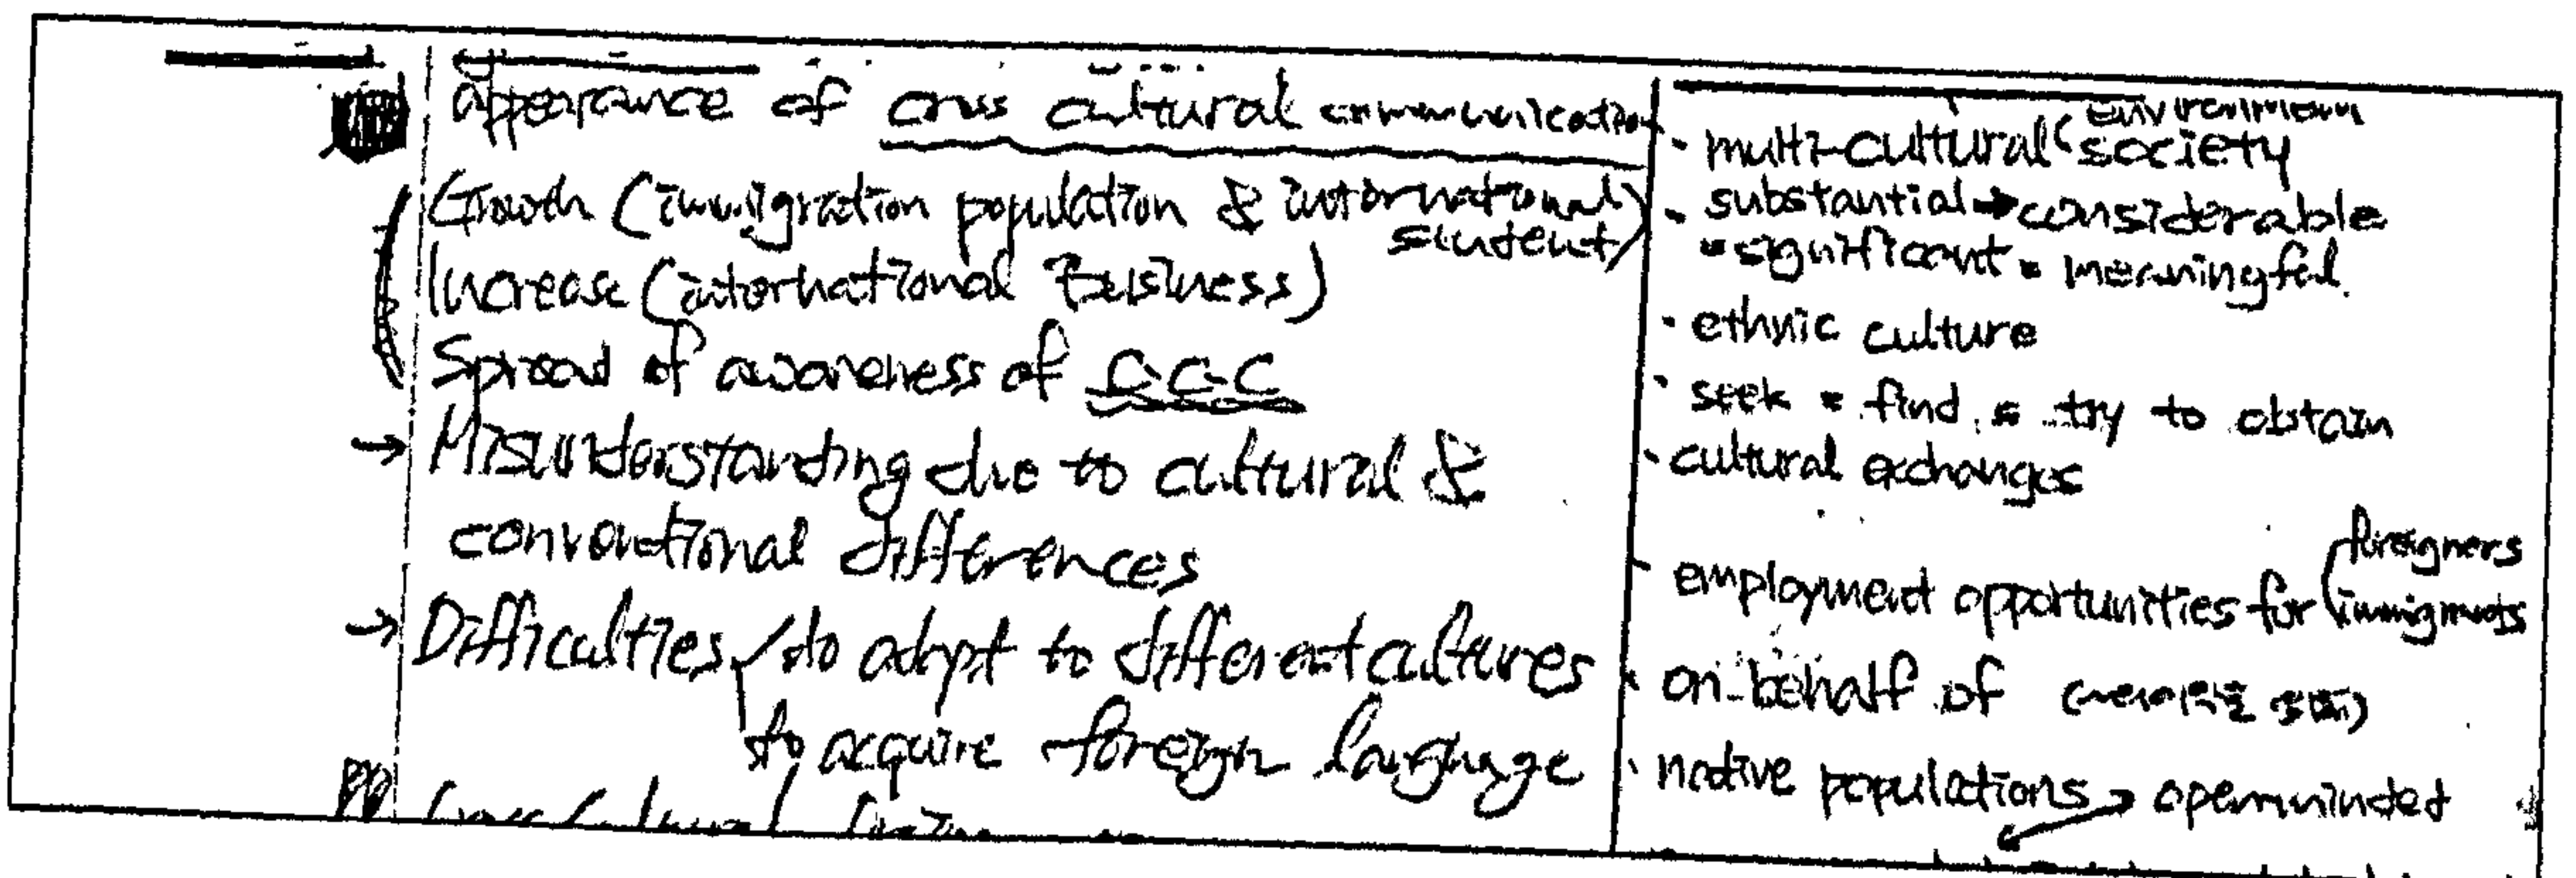 appearance of cross cultural communication
Growth (immigration population & international
student)
Increase (international Business)
Spread of awareness of C.C.C
→ Misunderstanding due to cultural &
conventional differences
→ Difficulties to adapt to different cultures
to acquire foreign language
Cross Cultural
environment
· multi-cultural ( society
· substantial → considerable
= significant = meaningful.
· ethnic culture
· seek = find = try to obtain
· cultural exchanges
foreigners
· employment opportunities for immigrants
· on behalf of
· native populations → openminded